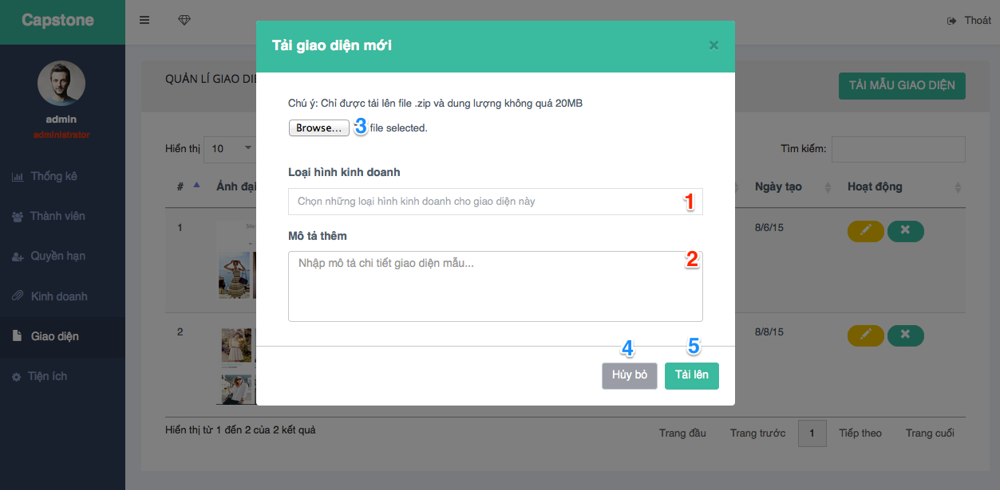 Capstone
Thoát
admin
administrator
Thống kê
Thành viên
Quyền hạn
Kinh doanh
Giao diện
Tiện ích
QUẢN LÍ GIAO DIỆ
TẢI MẪU GIAO DIỆN
Hiển thị 10
Tìm kiếm:
# Ảnh đại Ngày tạo Hoạt động
1 8/6/15
2 8/8/15
Hiển thị từ 1 đến 2 của 2 kết quả
Trang đầu Trang trước 1 Tiếp theo Trang cuối
Tải giao diện mới ×
Chú ý: Chỉ được tải lên file .zip và dung lượng không quá 20MB
Browse... 3 file selected.
Loại hình kinh doanh
Chọn những loại hình kinh doanh cho giao diện này 1
Mô tả thêm
Nhập mô tả chi tiết giao diện mẫu... 2
4 5
Hủy bỏ Tải lên